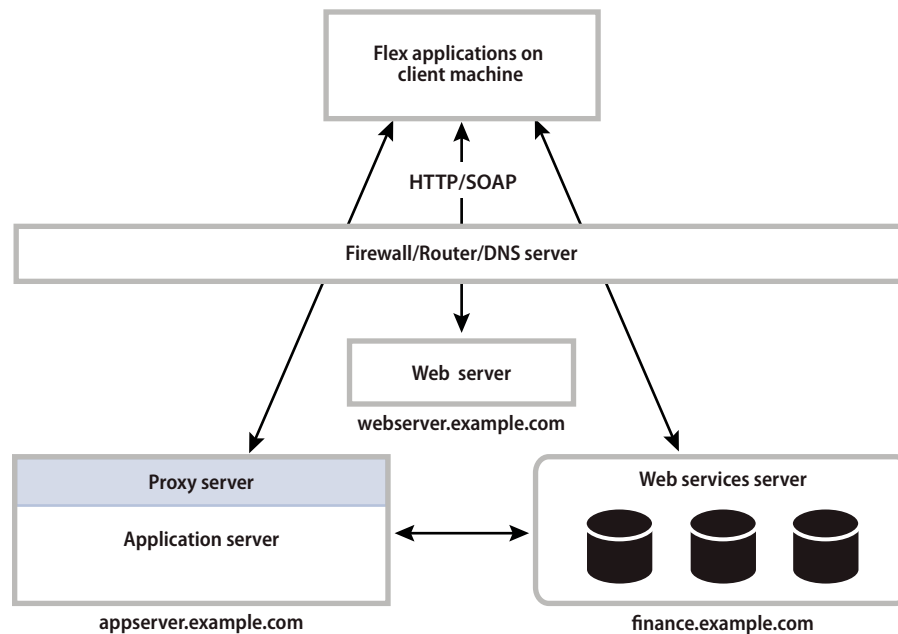 Flex applications on
client machine
HTTP/SOAP
Firewall/Router/DNS server
Web server
webserver.example.com
Proxy server
Application server
appserver.example.com
Web services server
finance.example.com